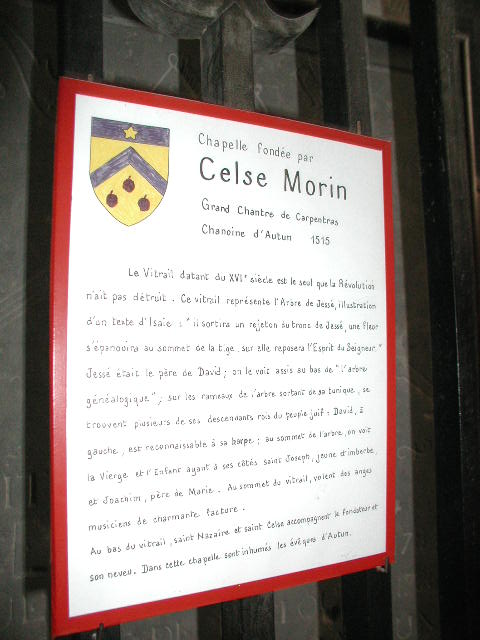 Chapelle fondée par
Celse Morin
Grand Chantre de Carpentras
Chanoine d'Autun 1515
Le Vitrail datant du XVIe siècle est le seul que la Révolution
n'ait pas détruit. Ce vitrail représente l'Arbre de Jessé, illustration
d'un texte d'Isaïe : "il sortira un rejeton du tronc de Jessé, une fleur
s'épanouira au sommet de la tige, sur elle reposera l'Esprit du Seigneur."
Jessé était le père de David ; on le voit assis au bas de "l'arbre
généalogique" ; sur les rameaux de l'arbre sortant de sa tunique, se
trouvent plusieurs de ses descendants rois du peuple juif : David, à
gauche, est reconnaissable à sa harpe ; au sommet de l'arbre, on voit
la Vierge et l'Enfant ayant à ses côtés saint Joseph, jeune et imberbe,
et Joachim, père de Marie. Au sommet du vitrail, volent des anges
musiciens de charmante facture.
Au bas du vitrail, saint Nazaire et saint Celse accompagnent le fondateur et
son neveu. Dans cette chapelle sont inhumés les évêques d'Autun.